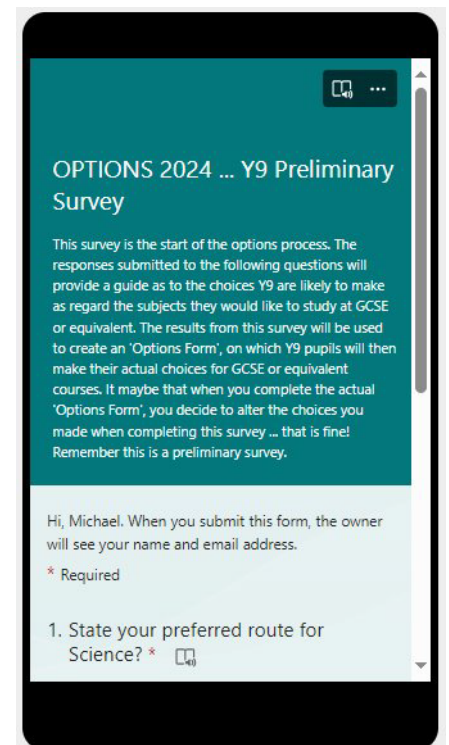 OPTIONS 2024 ... Y9 Preliminary
Survey
This survey is the start of the options process. The
responses submitted to the following questions will
provide a guide as to the choices Y9 are likely to make
as regard the subjects they would like to study at GCSE
or equivalent. The results from this survey will be used
to create an 'Options Form', on which Y9 pupils will then
make their actual choices for GCSE or equivalent
courses. It maybe that when you complete the actual
'Options Form', you decide to alter the choices you
made when completing this survey ... that is fine!
Remember this is a preliminary survey.
Hi, Michael. When you submit this form, the owner
will see your name and email address.
* Required
1. State your preferred route for
Science? *